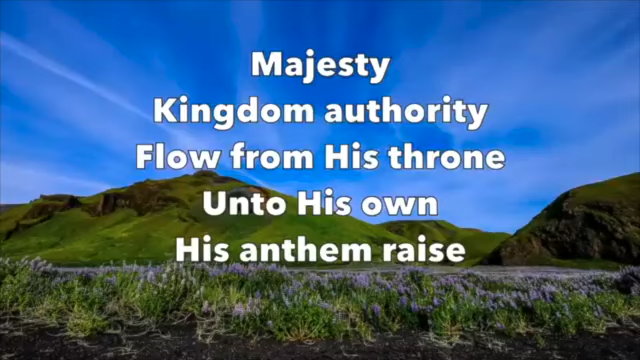 Majesty
Kingdom authority
Flow from His throne
Unto His own
His anthem raise